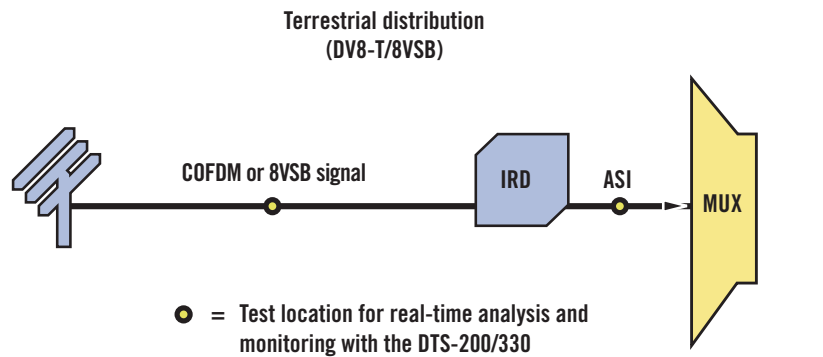 Terrestrial distribution
(DV8-T/8VSB)
COFDM or 8VSB signal
IRD
ASI
MUX
= Test location for real-time analysis and
monitoring with the DTS-200/330